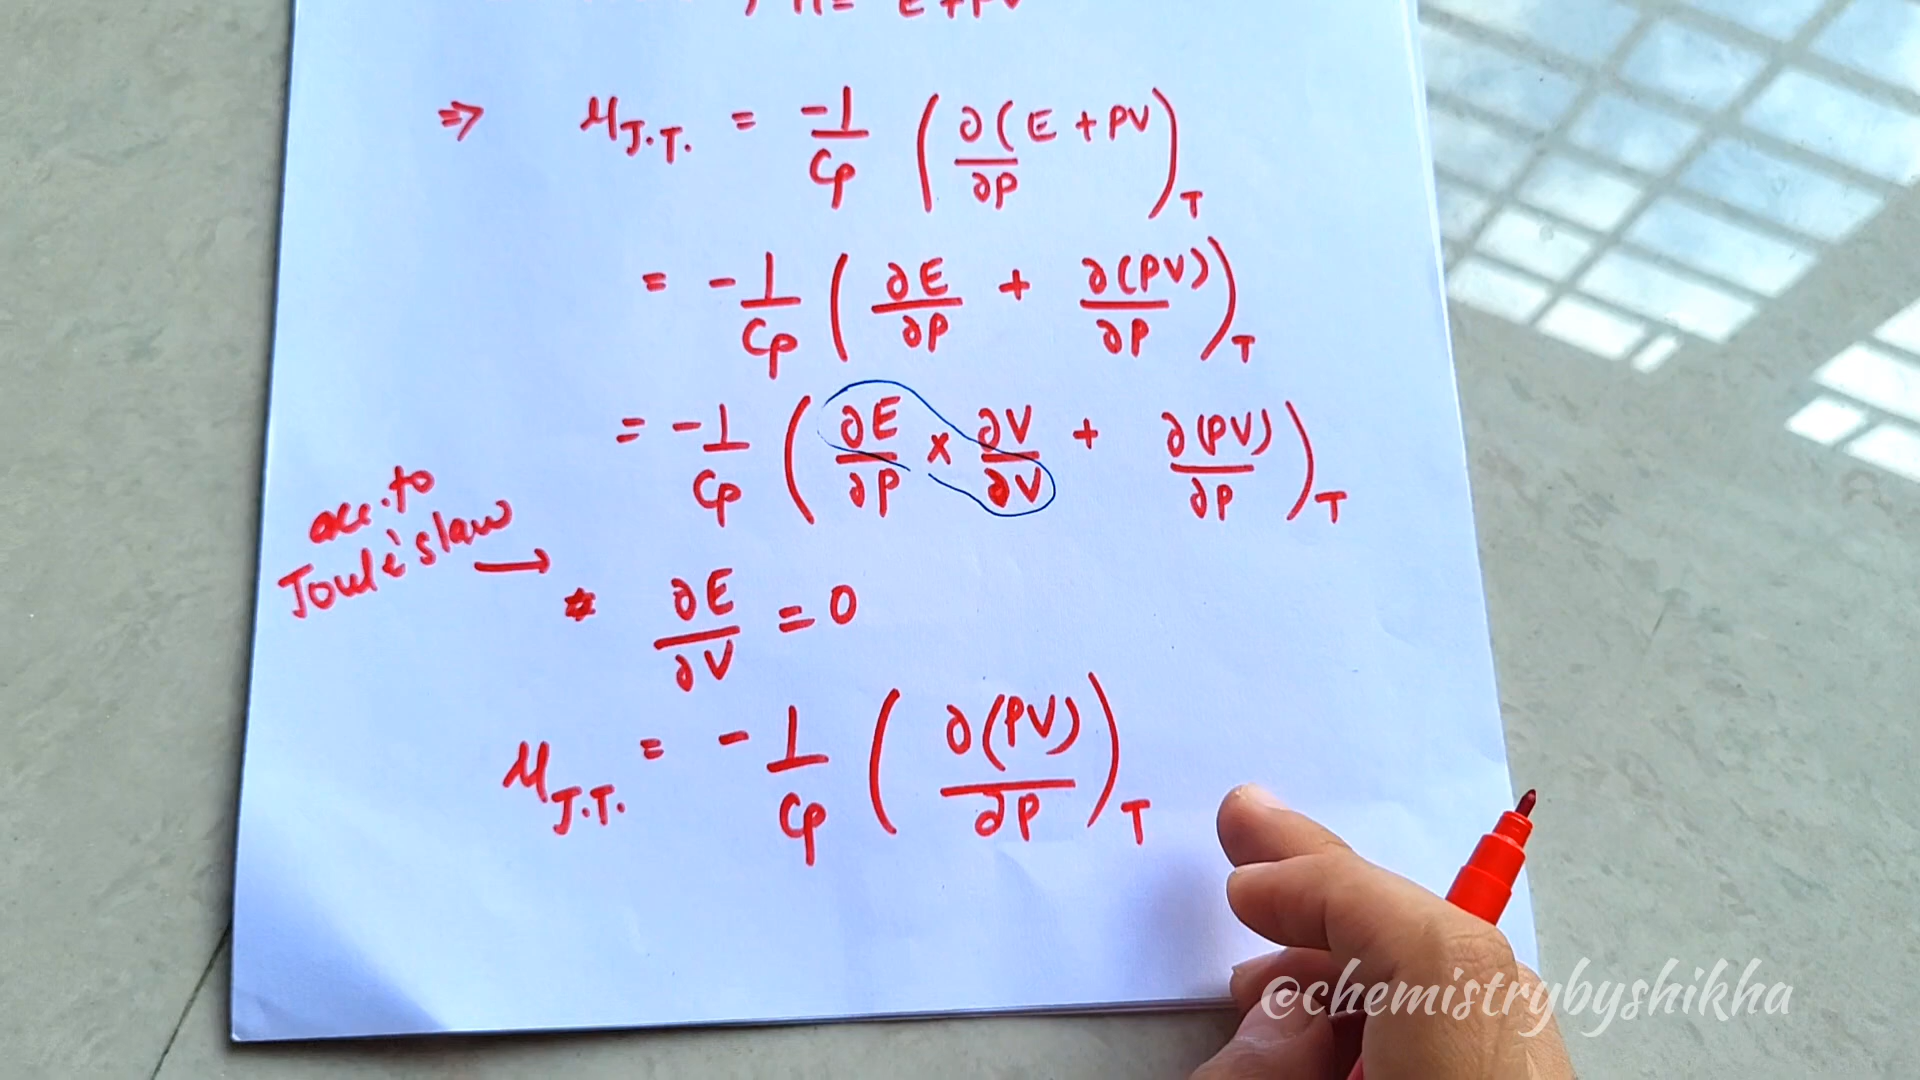 , H = E + PV
⇒ μJ.T. = -1/Cp (∂(E + PV)/∂P)T
= -1/Cp (∂E/∂P + ∂(PV)/∂P)T
= -1/Cp (∂E/∂P × ∂V/∂V + ∂(PV)/∂P)T
acc. to
Joule's law →
* ∂E/∂V = 0
μJ.T. = -1/Cp (∂(PV)/∂P)T
@chemistrybyshikha